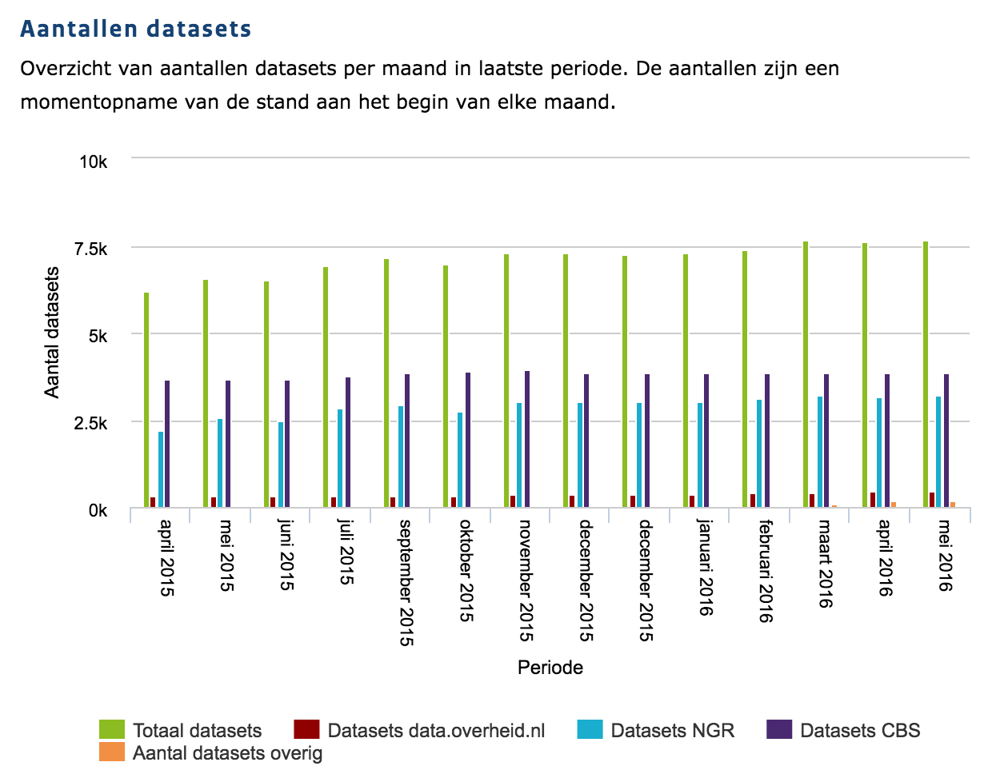 Aantallen datasets
Overzicht van aantallen datasets per maand in laatste periode. De aantallen zijn een
momentopname van de stand aan het begin van elke maand.
10k
7.5k
5k
2.5k
0k
Aantal datasets
april 2015
mei 2015
juni 2015
juli 2015
september 2015
oktober 2015
november 2015
december 2015
december 2015
januari 2016
februari 2016
maart 2016
april 2016
mei 2016
Periode
Totaal datasets
Datasets data.overheid.nl
Datasets NGR
Datasets CBS
Aantal datasets overig